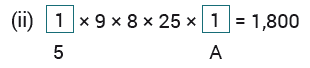 (ii) 1 × 9 × 8 × 25 × 1 = 1,800
5 A